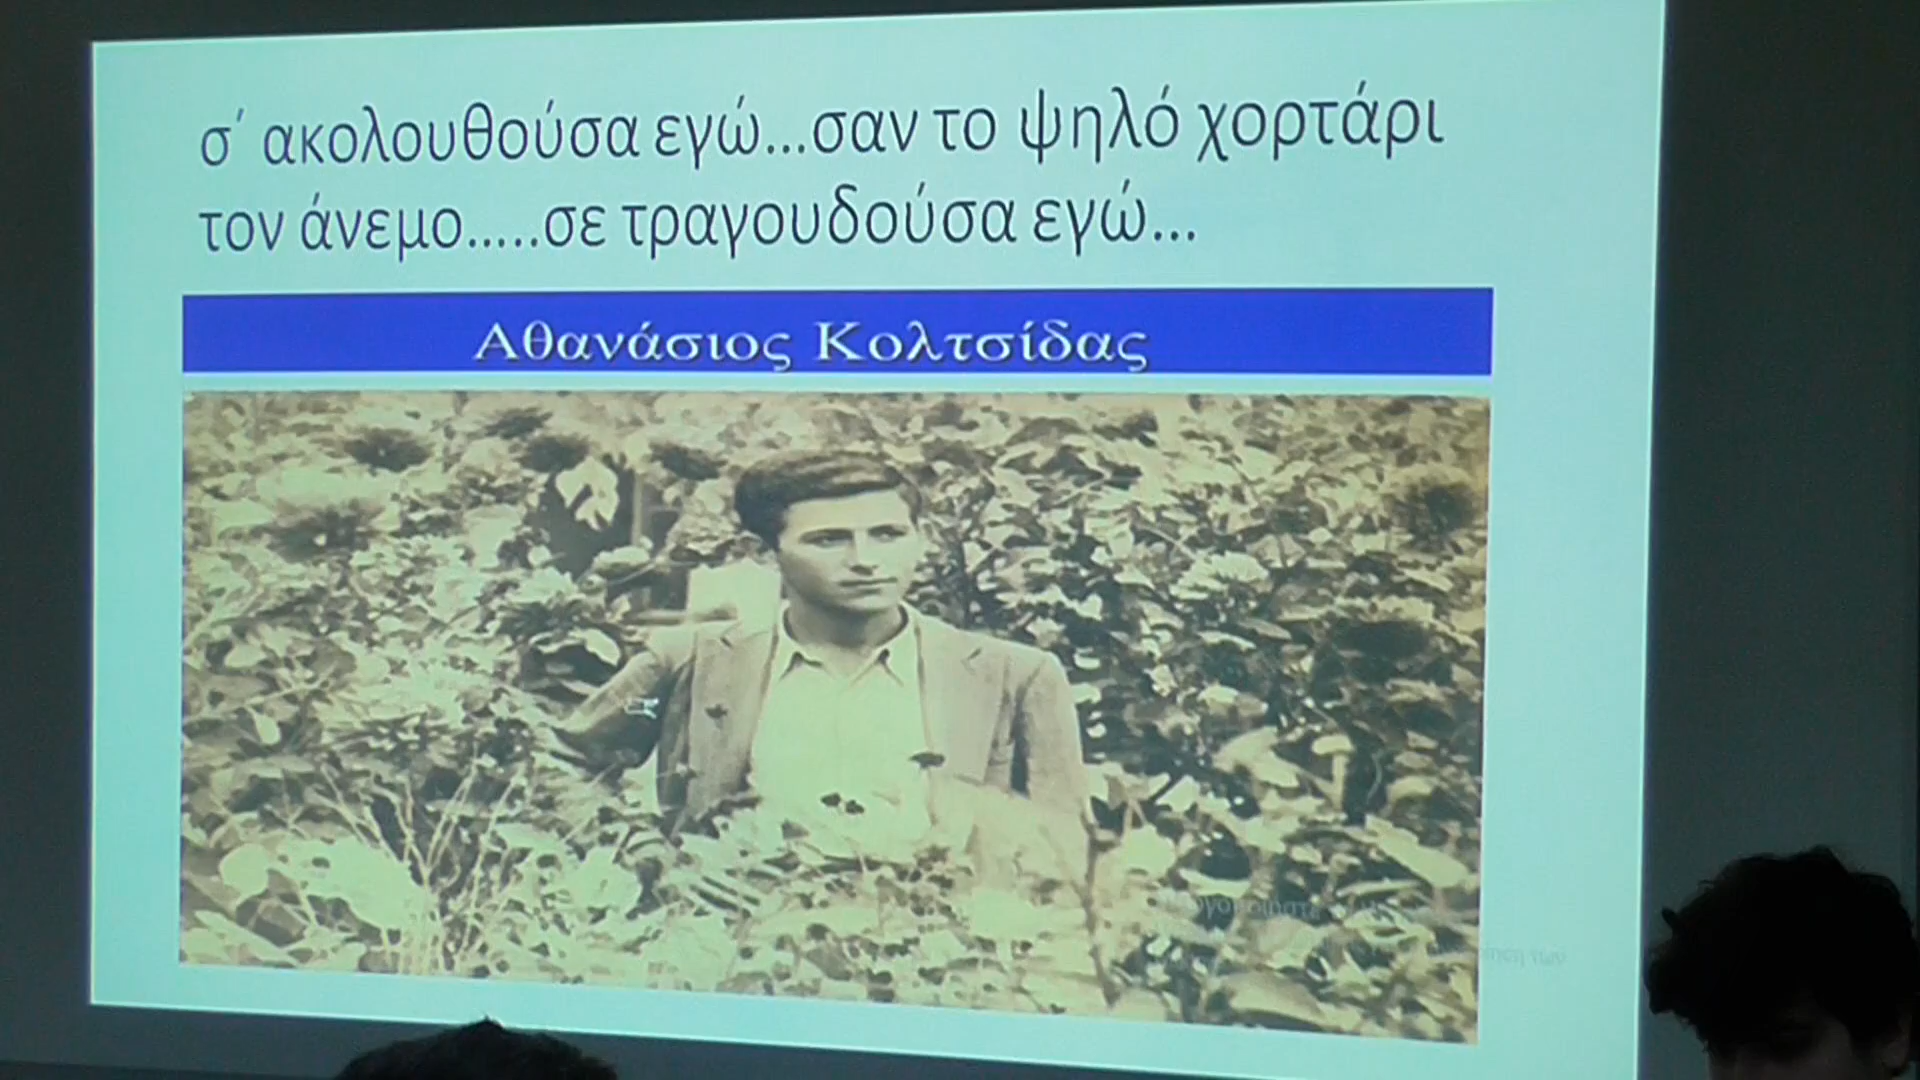 σ΄ ακολουθούσα εγώ...σαν το ψηλό χορτάρι
τον άνεμο.....σε τραγουδούσα εγώ...
Αθανάσιος Κολτσίδας